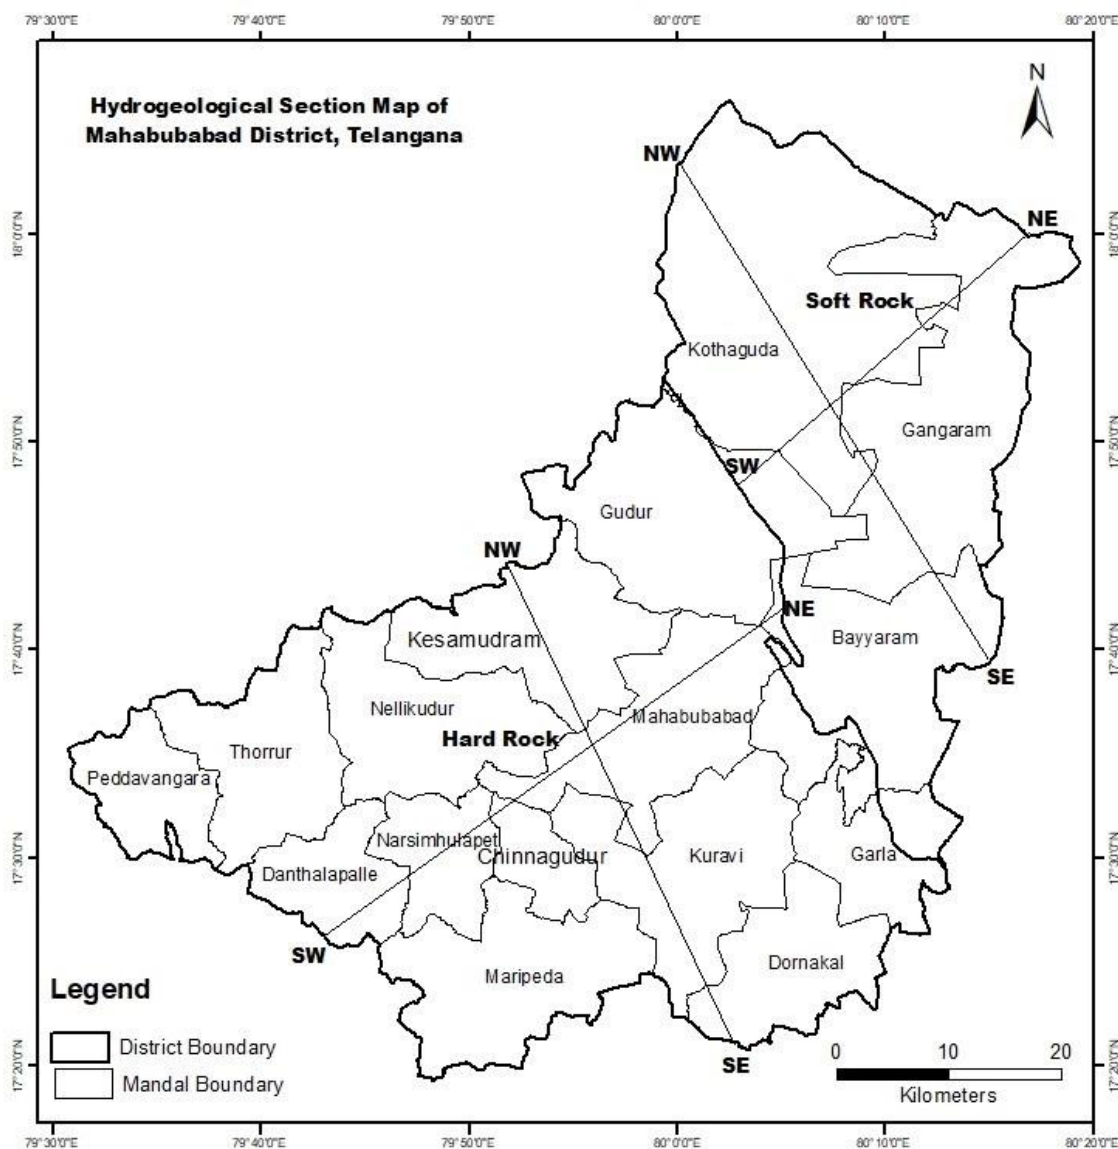 79°30'0"E 79°40'0"E 79°50'0"E 80°0'0"E 80°10'0"E 80°20'0"E
Hydrogeological Section Map of
Mahabubabad District, Telangana
N
NW
NE
18°0'0"N 18°0'0"N
Soft Rock
Kothaguda
Gangaram
17°50'0"N 17°50'0"N
SW
Gudur
NW
NE
Kesamudram
Bayyaram
17°40'0"N 17°40'0"N
SE
Nellikudur
Mahabubabad
Hard Rock
Thorrur
Peddavangara
Narsimhulapet
Chinnagudur
Kuravi
Garla
17°30'0"N 17°30'0"N
Danthalapalle
SW
Maripeda
Dornakal
Legend
District Boundary
Mandal Boundary
SE
0 10 20
Kilometers
17°20'0"N 17°20'0"N
79°30'0"E 79°40'0"E 79°50'0"E 80°0'0"E 80°10'0"E 80°20'0"E